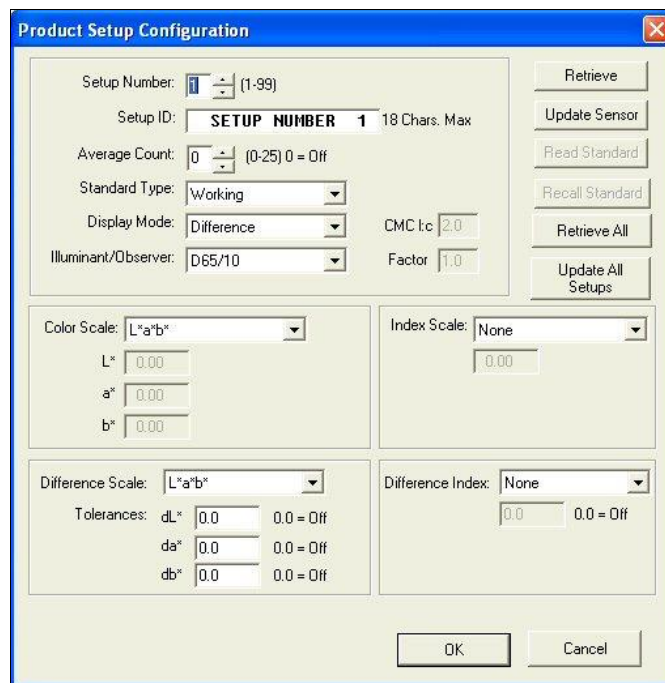 Product Setup Configuration
Setup Number: 1 (1-99)
Setup ID: SETUP NUMBER 1 18 Chars. Max
Average Count: 0 (0-25) 0 = Off
Standard Type: Working
Display Mode: Difference
CMC l:c 2.0
Illuminant/Observer: D65/10
Factor 1.0
Retrieve
Update Sensor
Read Standard
Recall Standard
Retrieve All
Update All
Setups
Color Scale: L*a*b*
L* 0.00
a* 0.00
b* 0.00
Index Scale: None
0.00
Difference Scale: L*a*b*
Tolerances: dL* 0.0 0.0 = Off
da* 0.0 0.0 = Off
db* 0.0 0.0 = Off
Difference Index: None
0.0 0.0 = Off
OK
Cancel